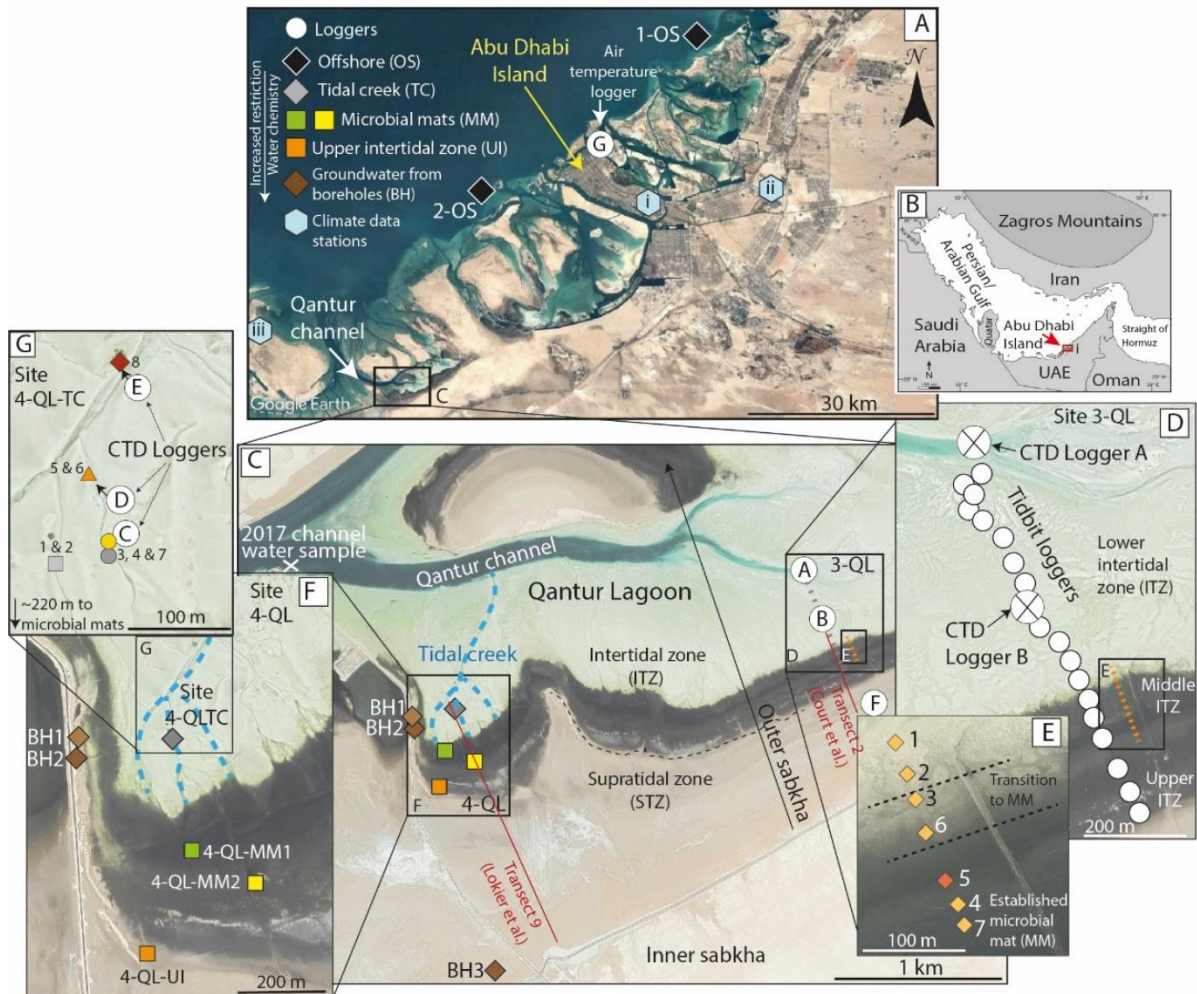 A
Loggers
Offshore (OS)
Tidal creek (TC)
Microbial mats (MM)
Upper intertidal zone (UI)
Groundwater from
boreholes (BH)
Climate data
stations
Increased restriction
Water chemistry
Abu Dhabi
Island
Air
temperature
logger
1-OS
2-OS
G
i
ii
iii
N
Qantur
channel
Google Earth
C
30 km
B
Zagros Mountains
Iran
Persian/
Arabian Gulf
Kuwait
Saudi
Arabia
Quatar
Abu Dhabi
Island
i
UAE
Straight of
Hormuz
Oman
N
G
Site
4-QL-TC
8
E
CTD Loggers
5 & 6
D
C
1 & 2
3, 4 & 7
~220 m to
microbial mats
100 m
C
2017 channel
water sample
Qantur channel
Qantur Lagoon
3-QL
A
B
D
E
F
Tidal creek
Intertidal zone
(ITZ)
BH1
BH2
Supratidal zone
(STZ)
F
4-QL
Outer sabkha
Transect 2
(Court et al.)
Transect 9
(Lokier et al.)
BH3
Inner sabkha
1 km
D
Site 3-QL
CTD Logger A
Tidbit loggers
Lower
intertidal
zone (ITZ)
CTD
Logger B
E
Middle
ITZ
Upper
ITZ
200 m
E
1
2
3
6
5
4
7
Transition
to MM
Established
microbial
mat (MM)
100 m
F
Site
4-QL
G
Site
4-QLTC
BH1
BH2
4-QL-MM1
4-QL-MM2
4-QL-UI
200 m